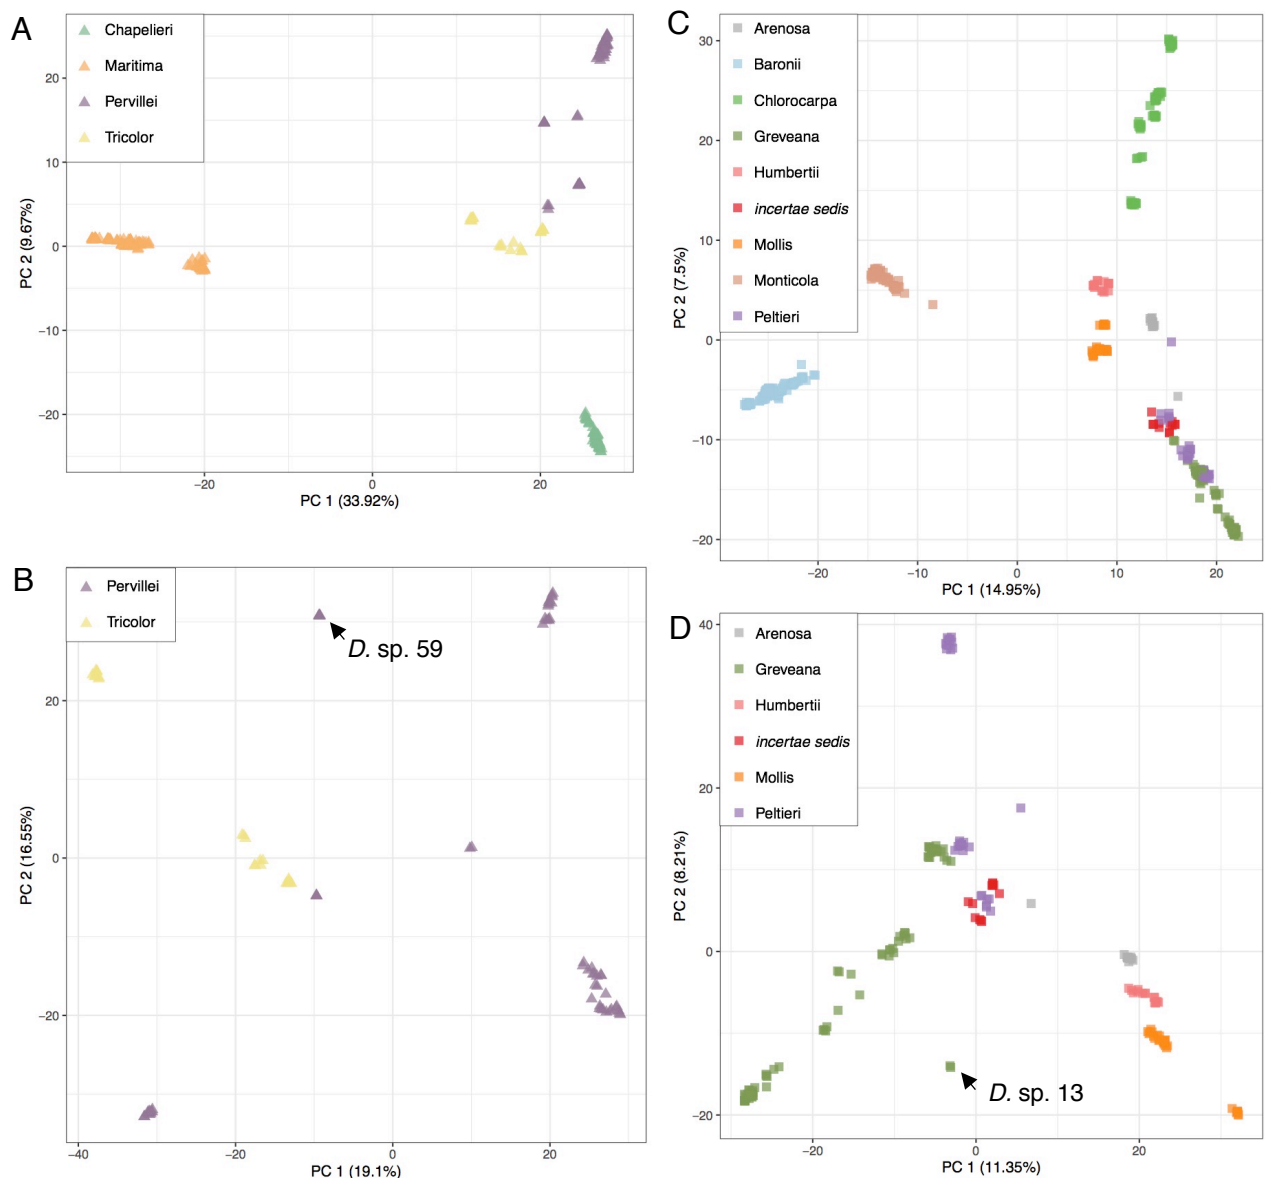 A
Chapelieri
Maritima
Pervillei
Tricolor
20
10
0
−10
−20
PC 2 (9.67%)
−20
0
20
PC 1 (33.92%)
B
Pervillei
Tricolor
D. sp. 59
20
0
−20
PC 2 (16.55%)
−40
−20
0
20
PC 1 (19.1%)
C
Arenosa
Baronii
Chlorocarpa
Greveana
Humbertii
incertae sedis
Mollis
Monticola
Peltieri
30
20
10
0
−10
−20
PC 2 (7.5%)
−20
−10
0
10
20
PC 1 (14.95%)
D
Arenosa
Greveana
Humbertii
incertae sedis
Mollis
Peltieri
D. sp. 13
40
20
0
−20
PC 2 (8.21%)
−20
0
20
PC 1 (11.35%)